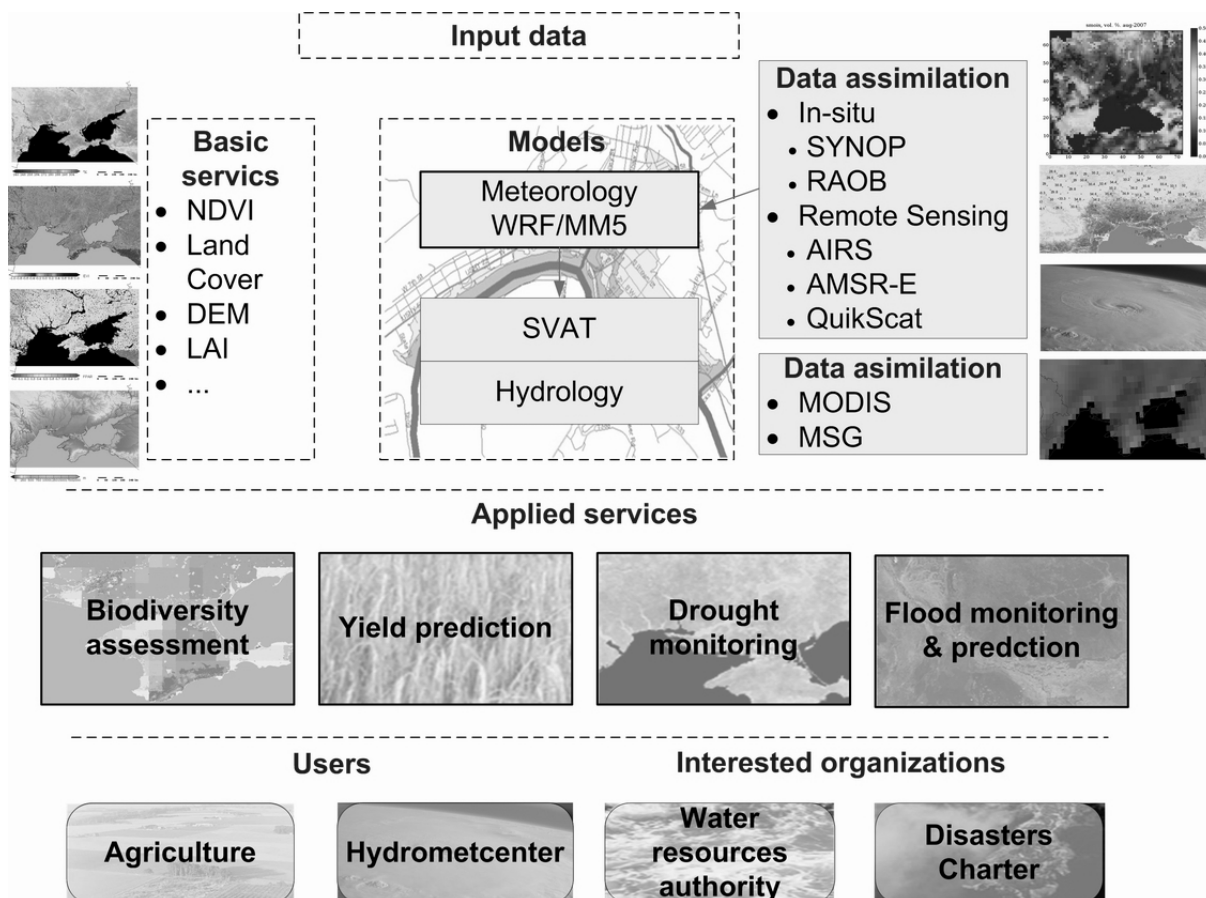 Input data
Basic
servics
• NDVI
• Land
Cover
• DEM
• LAI
• ...
Models
Meteorology
WRF/MM5
SVAT
Hydrology
Data assimilation
• In-situ
• SYNOP
• RAOB
• Remote Sensing
• AIRS
• AMSR-E
• QuikScat
Data asimilation
• MODIS
• MSG
Applied services
Biodiversity
assessment
Yield prediction
Drought
monitoring
Flood monitoring
& predction
Users
Interested organizations
Agriculture
Hydrometcenter
Water
resources
authority
Disasters
Charter